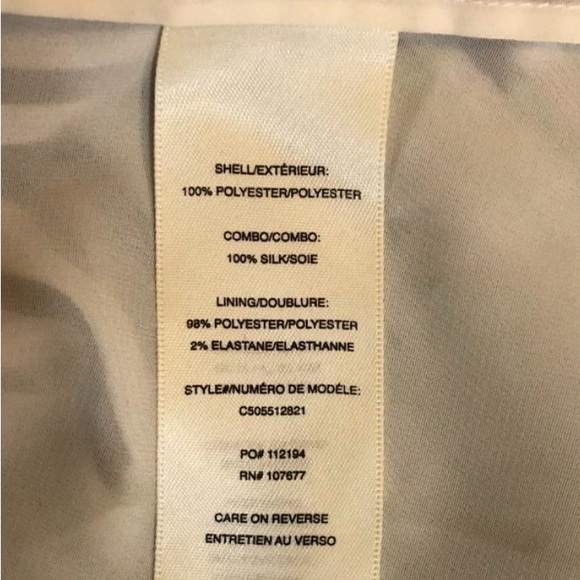 SHELL/EXTÉRIEUR:
100% POLYESTER/POLYESTER
COMBO/COMBO:
100% SILK/SOIE
LINING/DOUBLURE:
98% POLYESTER/POLYESTER
2% ELASTANE/ELASTHANNE
STYLE#/NUMÉRO DE MODÈLE:
C505512821
PO# 112194
RN# 107677
CARE ON REVERSE
ENTRETIEN AU VERSO